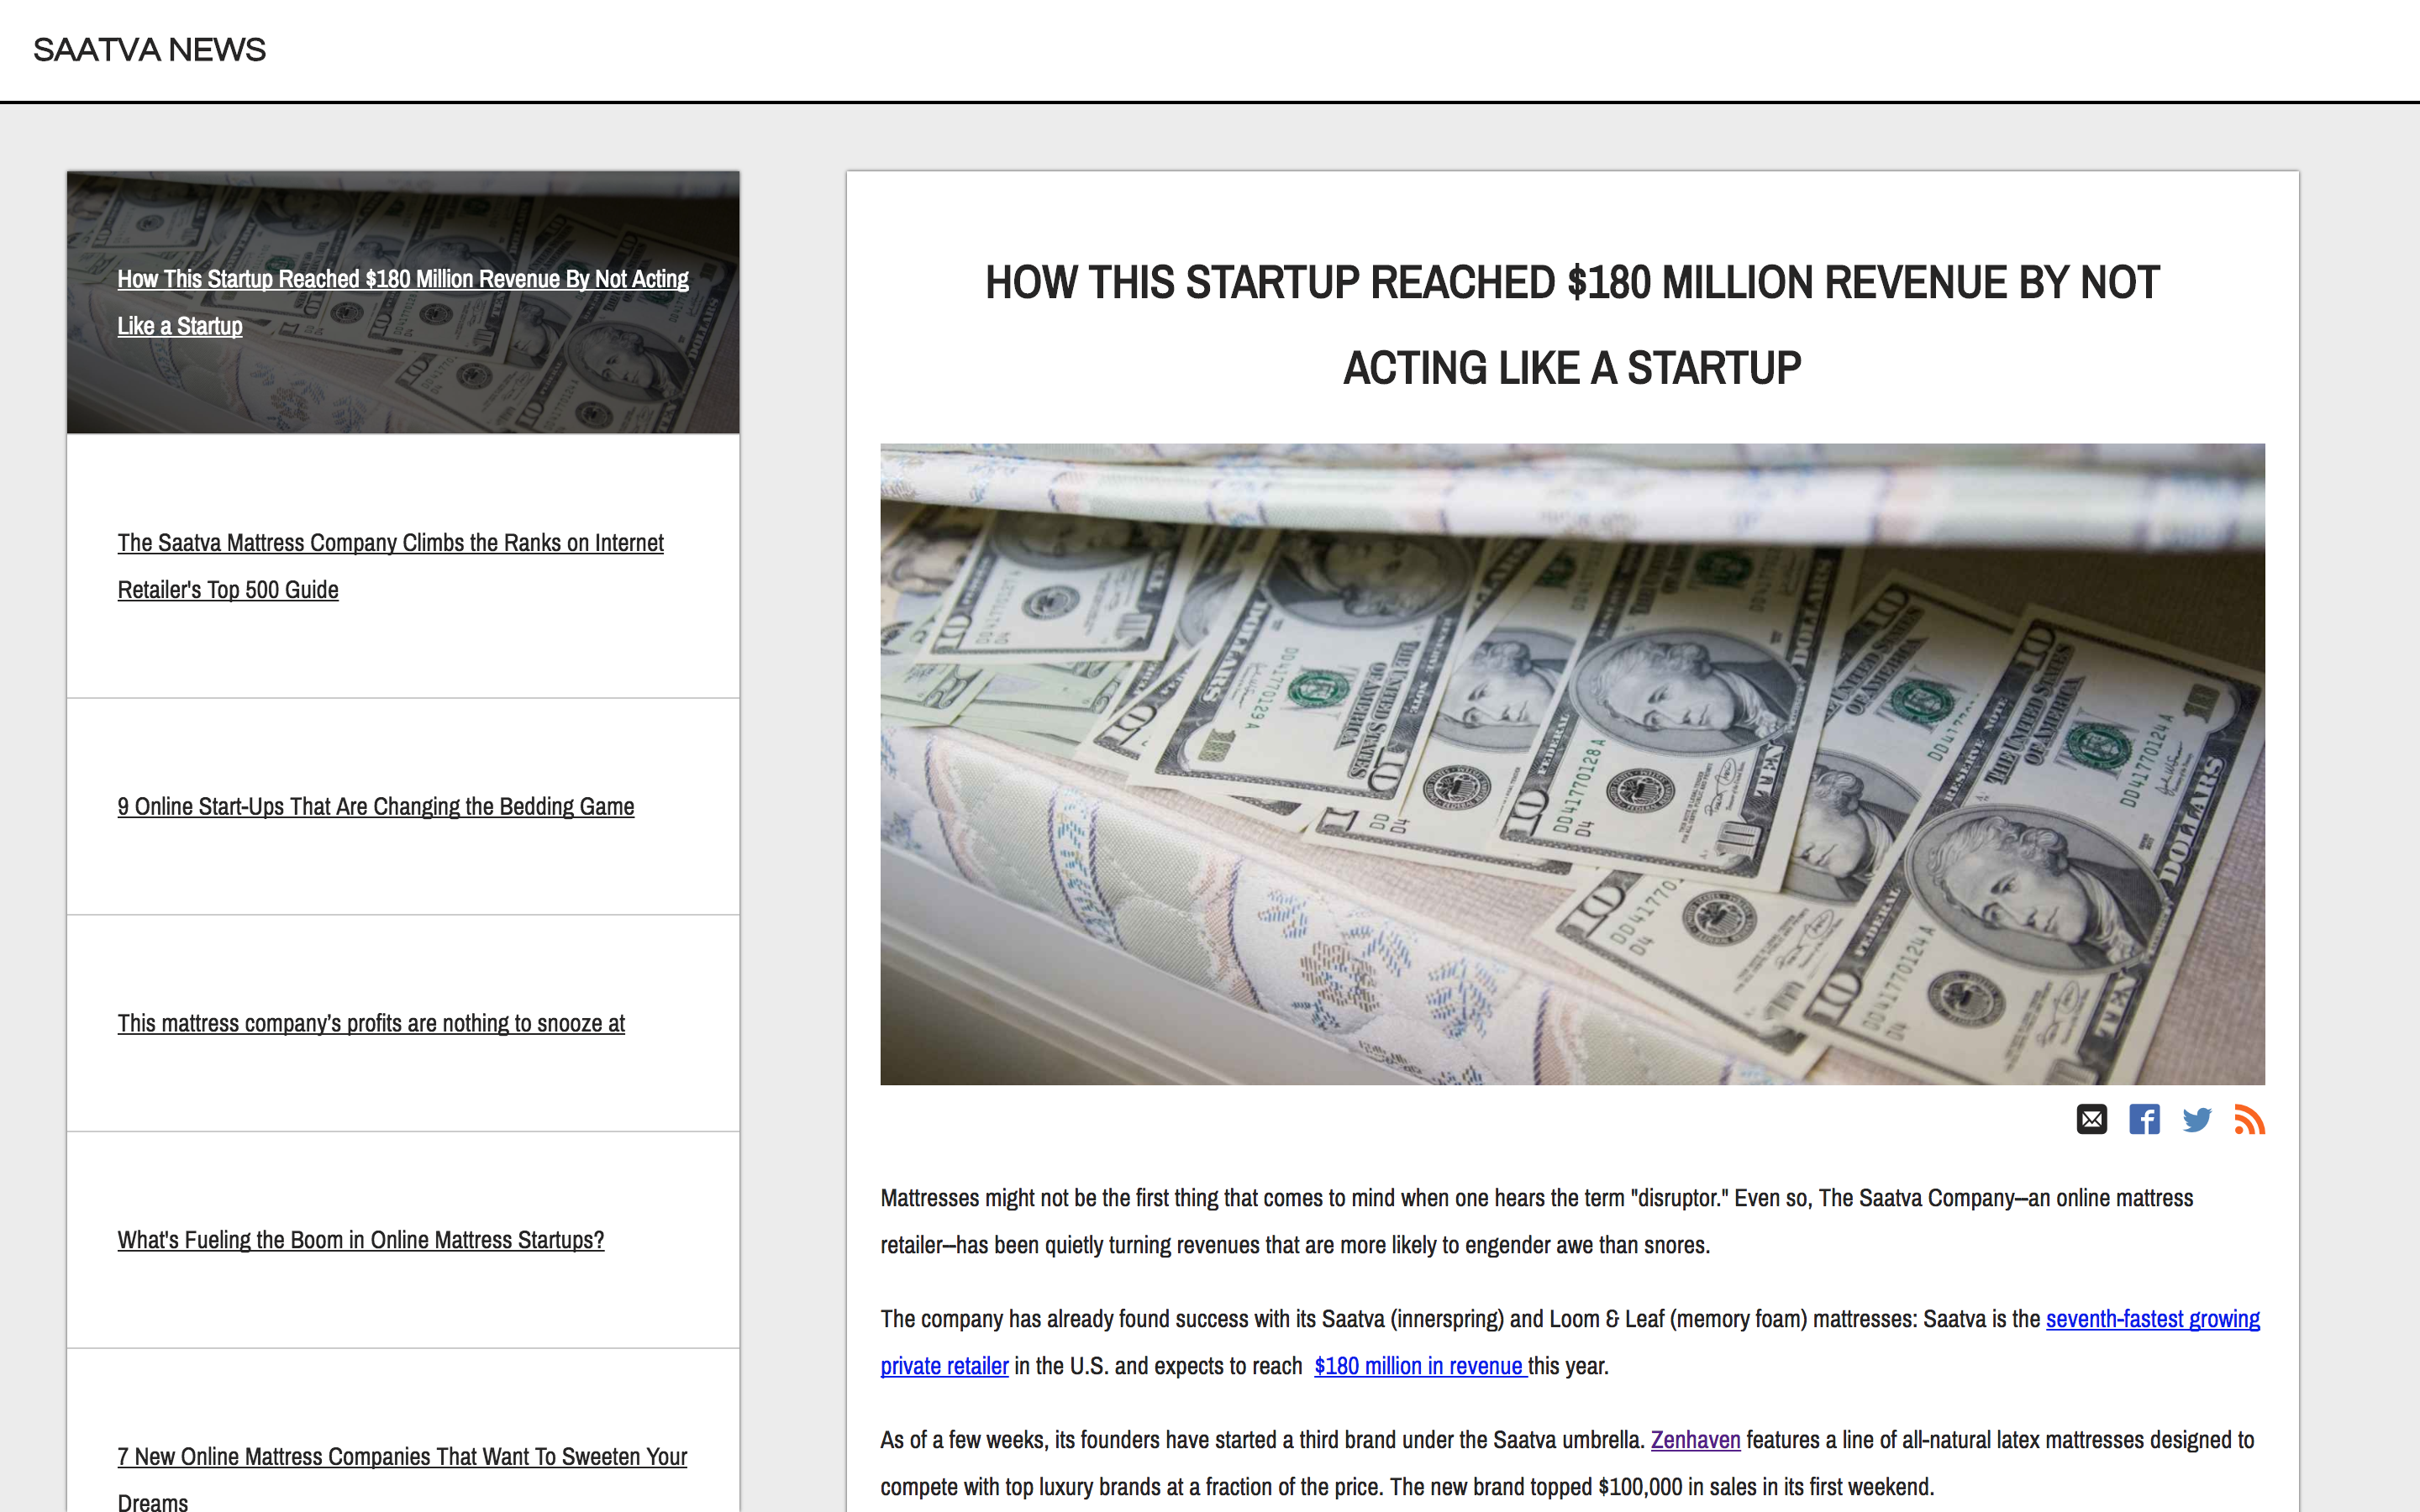 SAATVA NEWS
How This Startup Reached $180 Million Revenue By Not Acting
Like a Startup
The Saatva Mattress Company Climbs the Ranks on Internet
Retailer's Top 500 Guide
9 Online Start-Ups That Are Changing the Bedding Game
This mattress company’s profits are nothing to snooze at
What's Fueling the Boom in Online Mattress Startups?
7 New Online Mattress Companies That Want To Sweeten Your
Dreams
HOW THIS STARTUP REACHED $180 MILLION REVENUE BY NOT
ACTING LIKE A STARTUP
Mattresses might not be the first thing that comes to mind when one hears the term "disruptor." Even so, The Saatva Company—an online mattress
retailer—has been quietly turning revenues that are more likely to engender awe than snores.
The company has already found success with its Saatva (innerspring) and Loom & Leaf (memory foam) mattresses: Saatva is the seventh-fastest growing
private retailer in the U.S. and expects to reach $180 million in revenue this year.
As of a few weeks, its founders have started a third brand under the Saatva umbrella. Zenhaven features a line of all-natural latex mattresses designed to
compete with top luxury brands at a fraction of the price. The new brand topped $100,000 in sales in its first weekend.